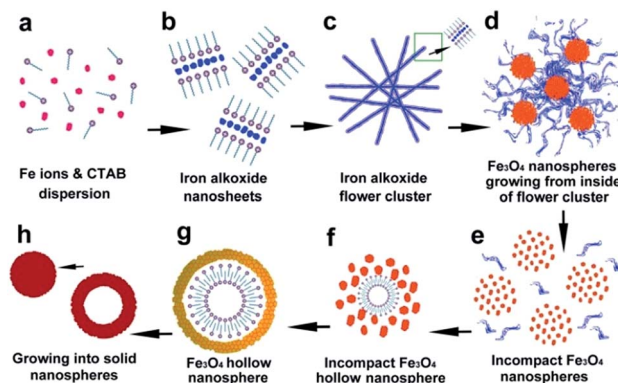 a
b
c
d
Fe ions & CTAB
dispersion
Iron alkoxide
nanosheets
Iron alkoxide
flower cluster
Fe₃O₄ nanospheres
growing from inside
of flower cluster
h
g
f
e
Growing into solid
nanospheres
Fe₃O₄ hollow
nanosphere
Incompact Fe₃O₄
hollow nanosphere
Incompact Fe₃O₄
nanospheres